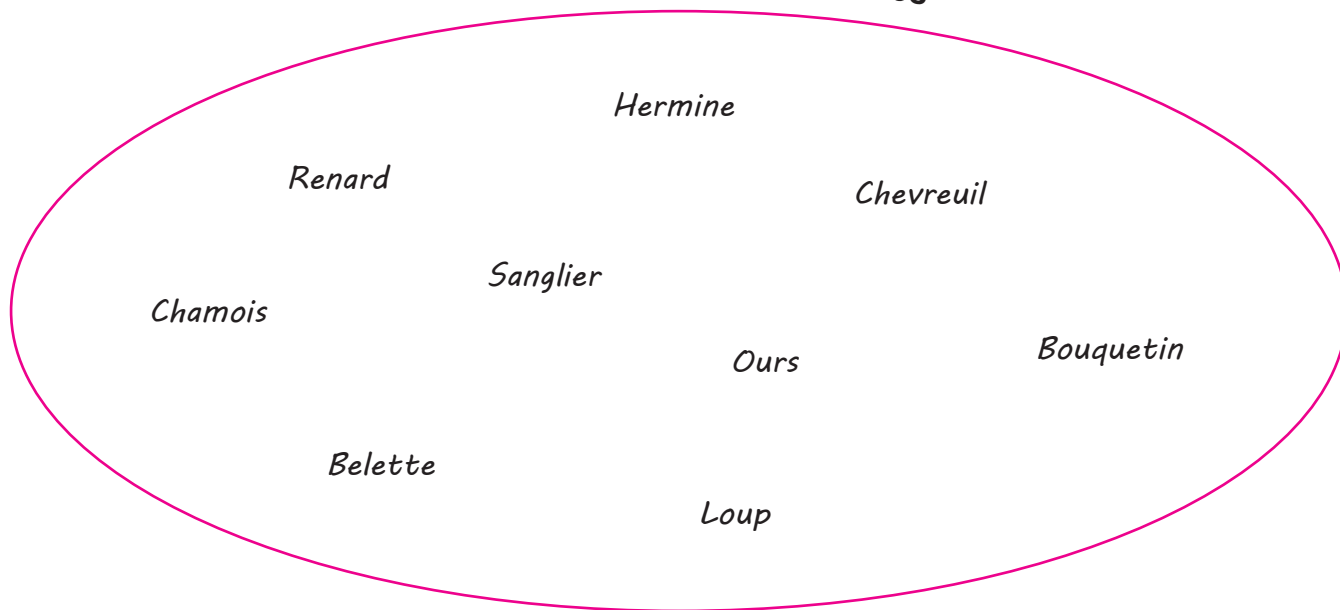 Hermine
Renard
Chevreuil
Sanglier
Chamois
Bouquetin
Ours
Belette
Loup